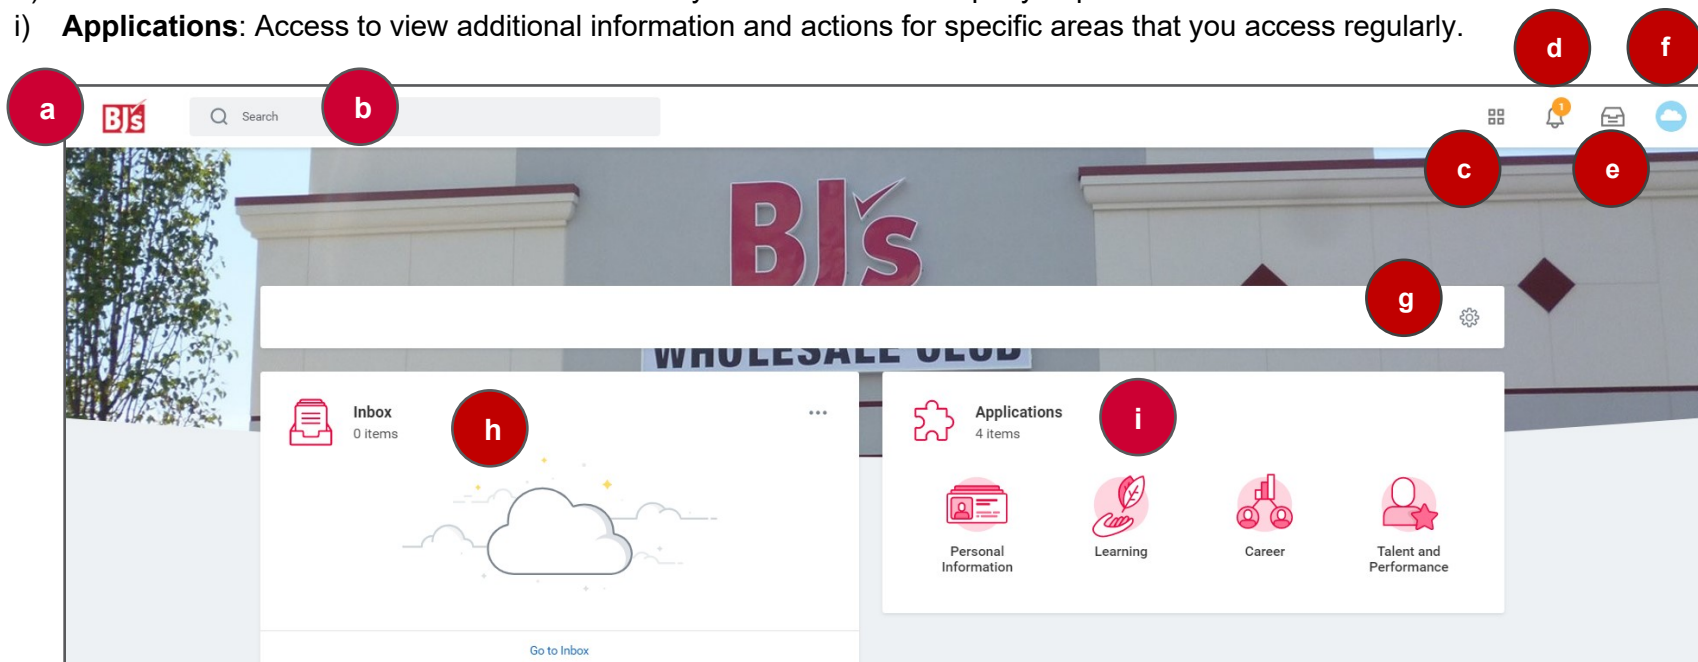 i) Applications: Access to view additional information and actions for specific areas that you access regularly.
d
f
a
BJ's
Search
b
1
c
e
BJ's
g
WHOLESALE CLUB
Inbox
0 items
h
Applications
4 items
i
Personal
Information
Learning
Career
Talent and
Performance
Go to Inbox